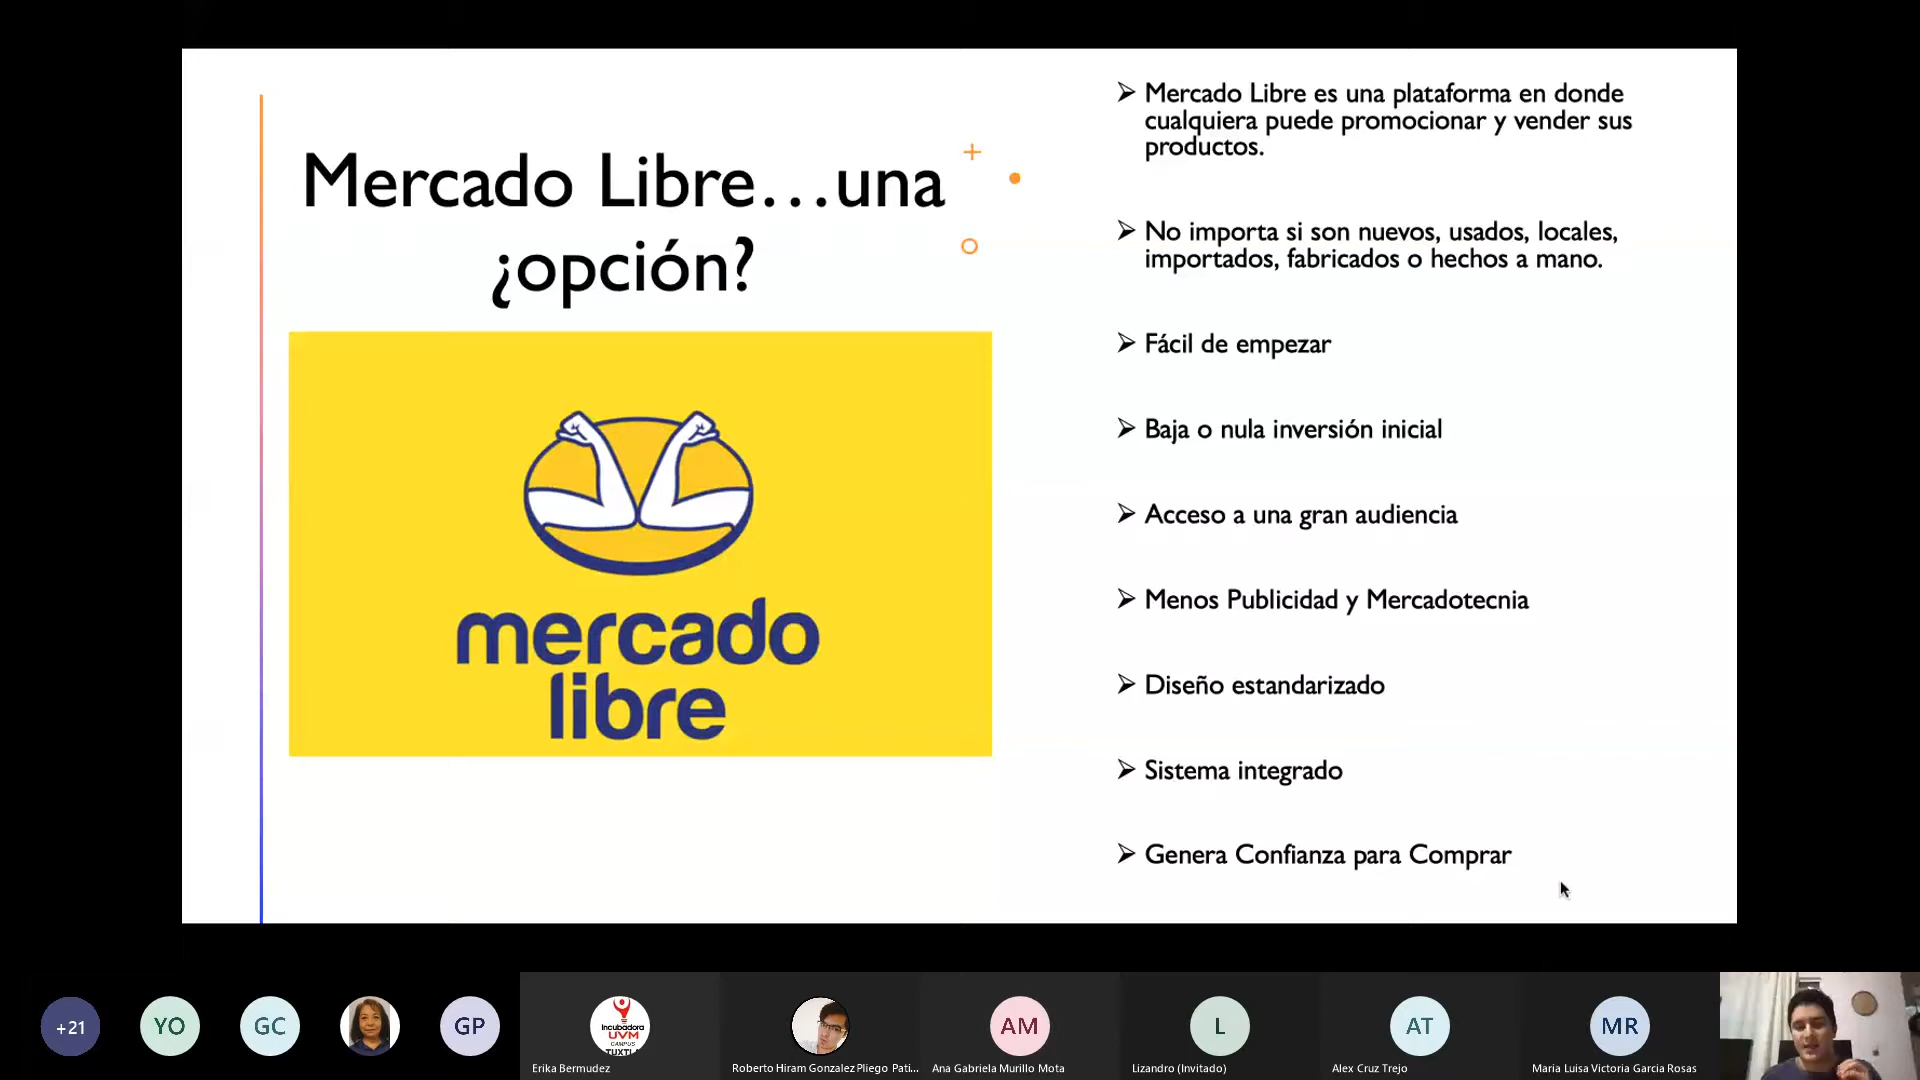 Mercado Libre…una
¿opción?
mercado
libre
➢ Mercado Libre es una plataforma en donde
cualquiera puede promocionar y vender sus
productos.
➢ No importa si son nuevos, usados, locales,
importados, fabricados o hechos a mano.
➢ Fácil de empezar
➢ Baja o nula inversión inicial
➢ Acceso a una gran audiencia
➢ Menos Publicidad y Mercadotecnia
➢ Diseño estandarizado
➢ Sistema integrado
➢ Genera Confianza para Comprar
+21
YO
GC
GP
Incubadora
UVM
CAMPUS
TUXTL
Erika Bermudez
Roberto Hiram Gonzalez Pliego Pati...
AM
Ana Gabriela Murillo Mota
L
Lizandro (Invitado)
AT
Alex Cruz Trejo
MR
Maria Luisa Victoria Garcia Rosas